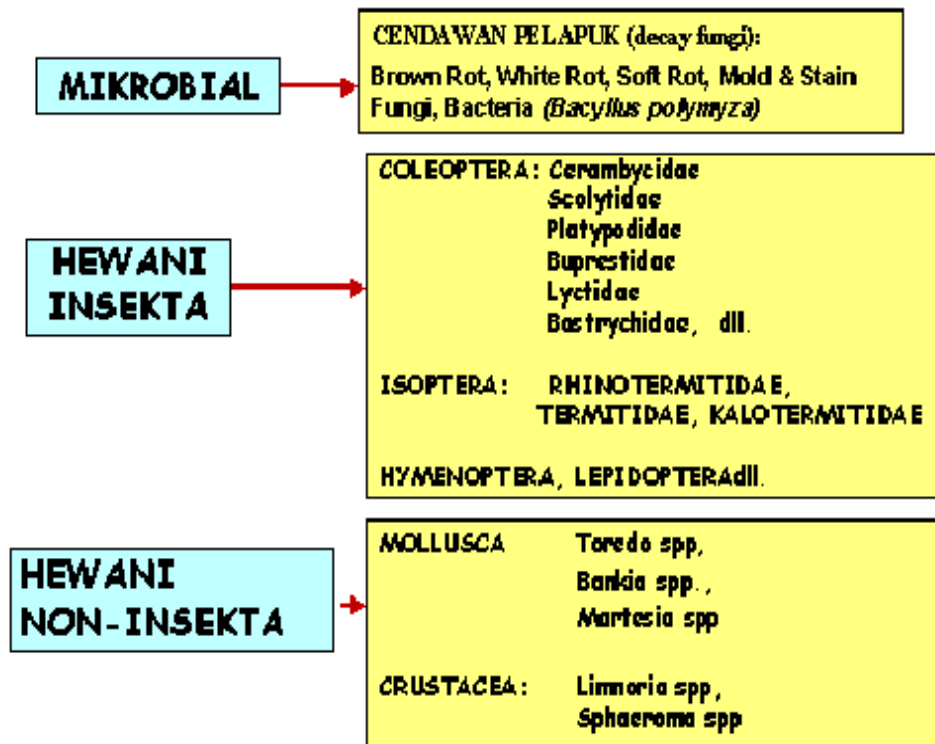 MIKROBIAL
CENDAWAN PELAPUK (decay fungi):
Brown Rot, White Rot, Soft Rot, Mold & Stain
Fungi, Bacteria (Bacyllus polymyza)
HEWANI
INSEKTA
COLEOPTERA: Cerambycidae
Scolytidae
Platypodidae
Buprestidae
Lyctidae
Bostrychidae, dll.
ISOPTERA: RHINOTERMITIDAE,
TERMITIDAE, KALOTERMITIDAE
HYMENOPTERA, LEPIDOPTERAdll.
HEWANI
NON-INSEKTA
MOLLUSCA Toredo spp,
Bankia spp.,
Martesia spp
CRUSTACEA: Limnoria spp,
Sphaeroma spp